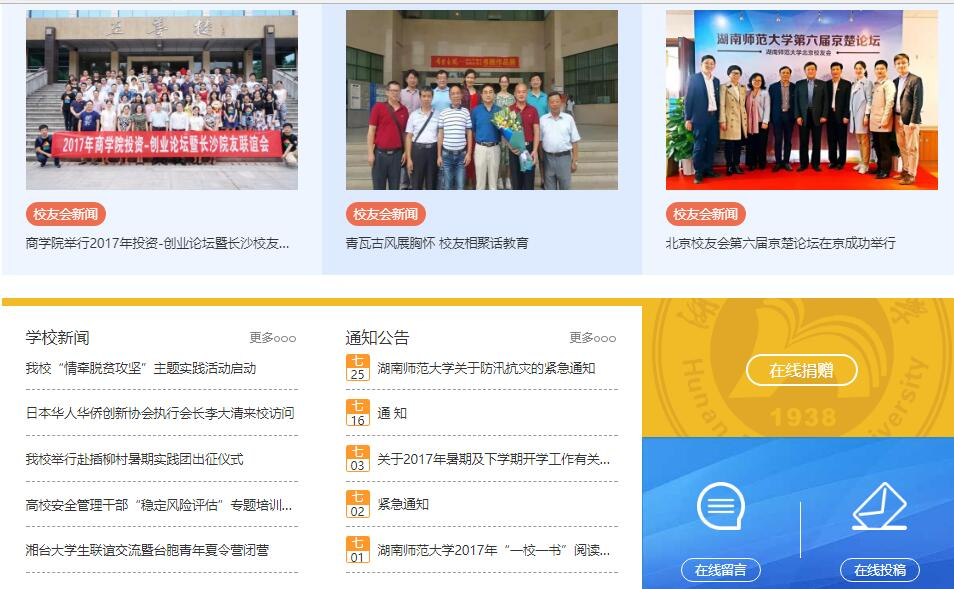 2017年商学院投资-创业论坛暨长沙院友联谊会
湖南师范大学第六届京楚论坛
湖南师范大学北京校友会
校友会新闻
校友会新闻
校友会新闻
商学院举行2017年投资-创业论坛暨长沙校友...
青瓦古风展胸怀 校友相聚话教育
北京校友会第六届京楚论坛在京成功举行
学校新闻
更多○○○
我校“情牵脱贫攻坚”主题实践活动启动
日本华人华侨创新协会执行会长李大清来校访问
我校举行赴插柳村暑期实践团出征仪式
高校安全管理干部“稳定风险评估”专题培训...
湘台大学生联谊交流暨台胞青年夏令营闭营
通知公告
更多○○○
七 25 湖南师范大学关于防汛抗灾的紧急通知
七 16 通 知
七 03 关于2017年暑期及下学期开学工作有关...
七 02 紧急通知
七 01 湖南师范大学2017年“一校一书”阅读...
在线捐赠
1938
在线留言
在线投稿